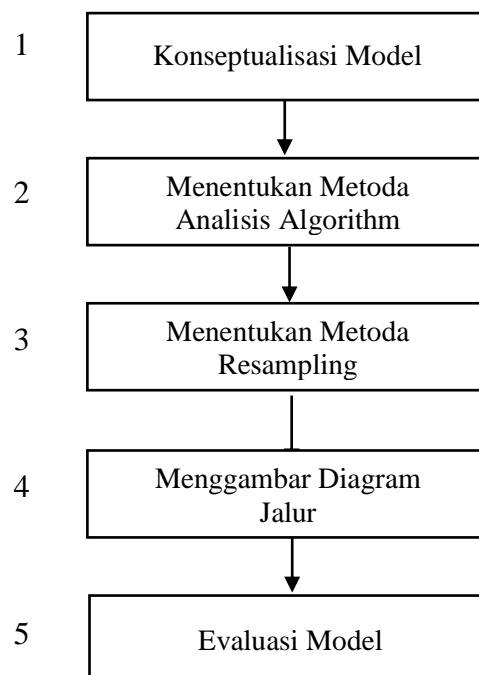 1
Konseptualisasi Model
2
Menentukan Metoda
Analisis Algorithm
3
Menentukan Metoda
Resampling
4
Menggambar Diagram
Jalur
5
Evaluasi Model